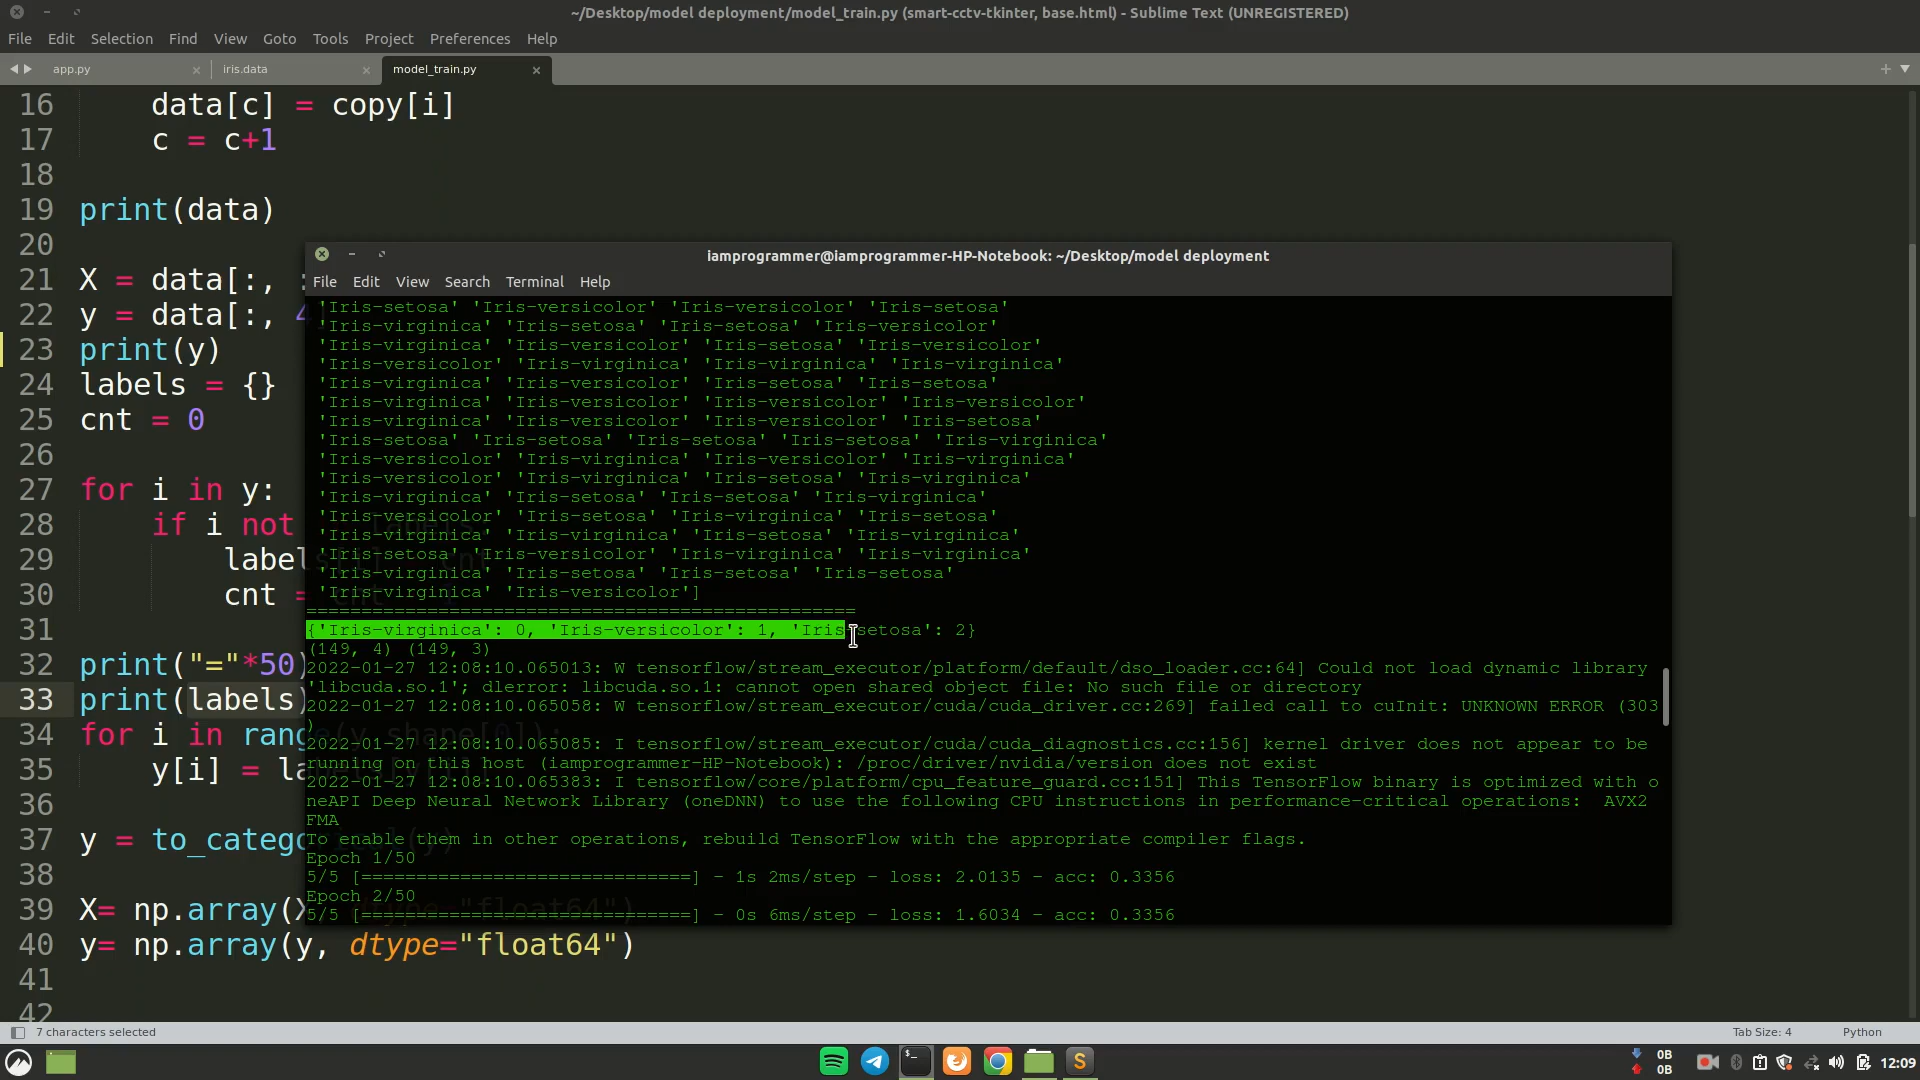 ~/Desktop/model deployment/model_train.py (smart-cctv-tkinter, base.html) - Sublime Text (UNREGISTERED)
File Edit Selection Find View Goto Tools Project Preferences Help
app.py iris.data model_train.py
16 data[c] = copy[i]
17 c = c+1
18
19 print(data)
20
21 X = data[:,
22 y = data[:, 4
23 print(y)
24 labels = {}
25 cnt = 0
26
27 for i in y:
28 if i not
29 label
30 cnt =
31
32 print("="*50)
33 print(labels)
34 for i in rang
35 y[i] = la
36
37 y = to_catego
38
39 X= np.array(X
40 y= np.array(y, dtype="float64")
41
42
iamprogrammer@iamprogrammer-HP-Notebook: ~/Desktop/model deployment
File Edit View Search Terminal Help
'Iris-setosa' 'Iris-versicolor' 'Iris-versicolor' 'Iris-setosa'
'Iris-virginica' 'Iris-setosa' 'Iris-setosa' 'Iris-versicolor'
'Iris-virginica' 'Iris-versicolor' 'Iris-setosa' 'Iris-versicolor'
'Iris-versicolor' 'Iris-virginica' 'Iris-virginica' 'Iris-virginica'
'Iris-virginica' 'Iris-versicolor' 'Iris-setosa' 'Iris-setosa'
'Iris-virginica' 'Iris-versicolor' 'Iris-versicolor' 'Iris-versicolor'
'Iris-virginica' 'Iris-versicolor' 'Iris-versicolor' 'Iris-setosa'
'Iris-setosa' 'Iris-setosa' 'Iris-setosa' 'Iris-setosa' 'Iris-virginica'
'Iris-versicolor' 'Iris-virginica' 'Iris-versicolor' 'Iris-virginica'
'Iris-versicolor' 'Iris-virginica' 'Iris-setosa' 'Iris-virginica'
'Iris-virginica' 'Iris-setosa' 'Iris-setosa' 'Iris-virginica'
'Iris-versicolor' 'Iris-setosa' 'Iris-virginica' 'Iris-setosa'
'Iris-virginica' 'Iris-virginica' 'Iris-setosa' 'Iris-virginica'
'Iris-setosa' 'Iris-versicolor' 'Iris-virginica' 'Iris-virginica'
'Iris-virginica' 'Iris-setosa' 'Iris-setosa' 'Iris-setosa'
'Iris-virginica' 'Iris-versicolor']
==================================================
{'Iris-virginica': 0, 'Iris-versicolor': 1, 'Iris-setosa': 2}
(149, 4) (149, 3)
2022-01-27 12:08:10.065013: W tensorflow/stream_executor/platform/default/dso_loader.cc:64] Could not load dynamic library
'libcuda.so.1'; dlerror: libcuda.so.1: cannot open shared object file: No such file or directory
2022-01-27 12:08:10.065058: W tensorflow/stream_executor/cuda/cuda_driver.cc:269] failed call to cuInit: UNKNOWN ERROR (303
)
2022-01-27 12:08:10.065085: I tensorflow/stream_executor/cuda/cuda_diagnostics.cc:156] kernel driver does not appear to be
running on this host (iamprogrammer-HP-Notebook): /proc/driver/nvidia/version does not exist
2022-01-27 12:08:10.065383: I tensorflow/core/platform/cpu_feature_guard.cc:151] This TensorFlow binary is optimized with o
neAPI Deep Neural Network Library (oneDNN) to use the following CPU instructions in performance-critical operations:  AVX2
FMA
To enable them in other operations, rebuild TensorFlow with the appropriate compiler flags.
Epoch 1/50
5/5 [==============================] - 1s 2ms/step - loss: 2.0135 - acc: 0.3356
Epoch 2/50
5/5 [==============================] - 0s 6ms/step - loss: 1.6034 - acc: 0.3356
7 characters selected Tab Size: 4 Python
0B
0B
12:09